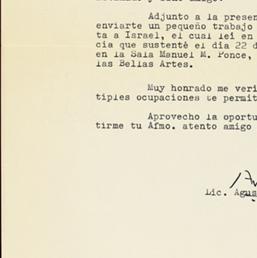 Adjunto a la presen
enviarte un pequeño trabajo
ta a Israel, el cual lei en
cia que sustenté el dia 22 d
en la Sala Manuel M. Ponce,
las Bellas Artes.
Muy honrado me veri
tiples ocupaciones te permit
Aprovecho la oportu
tirme tu Afmo. atento amigo
Lic. Agus